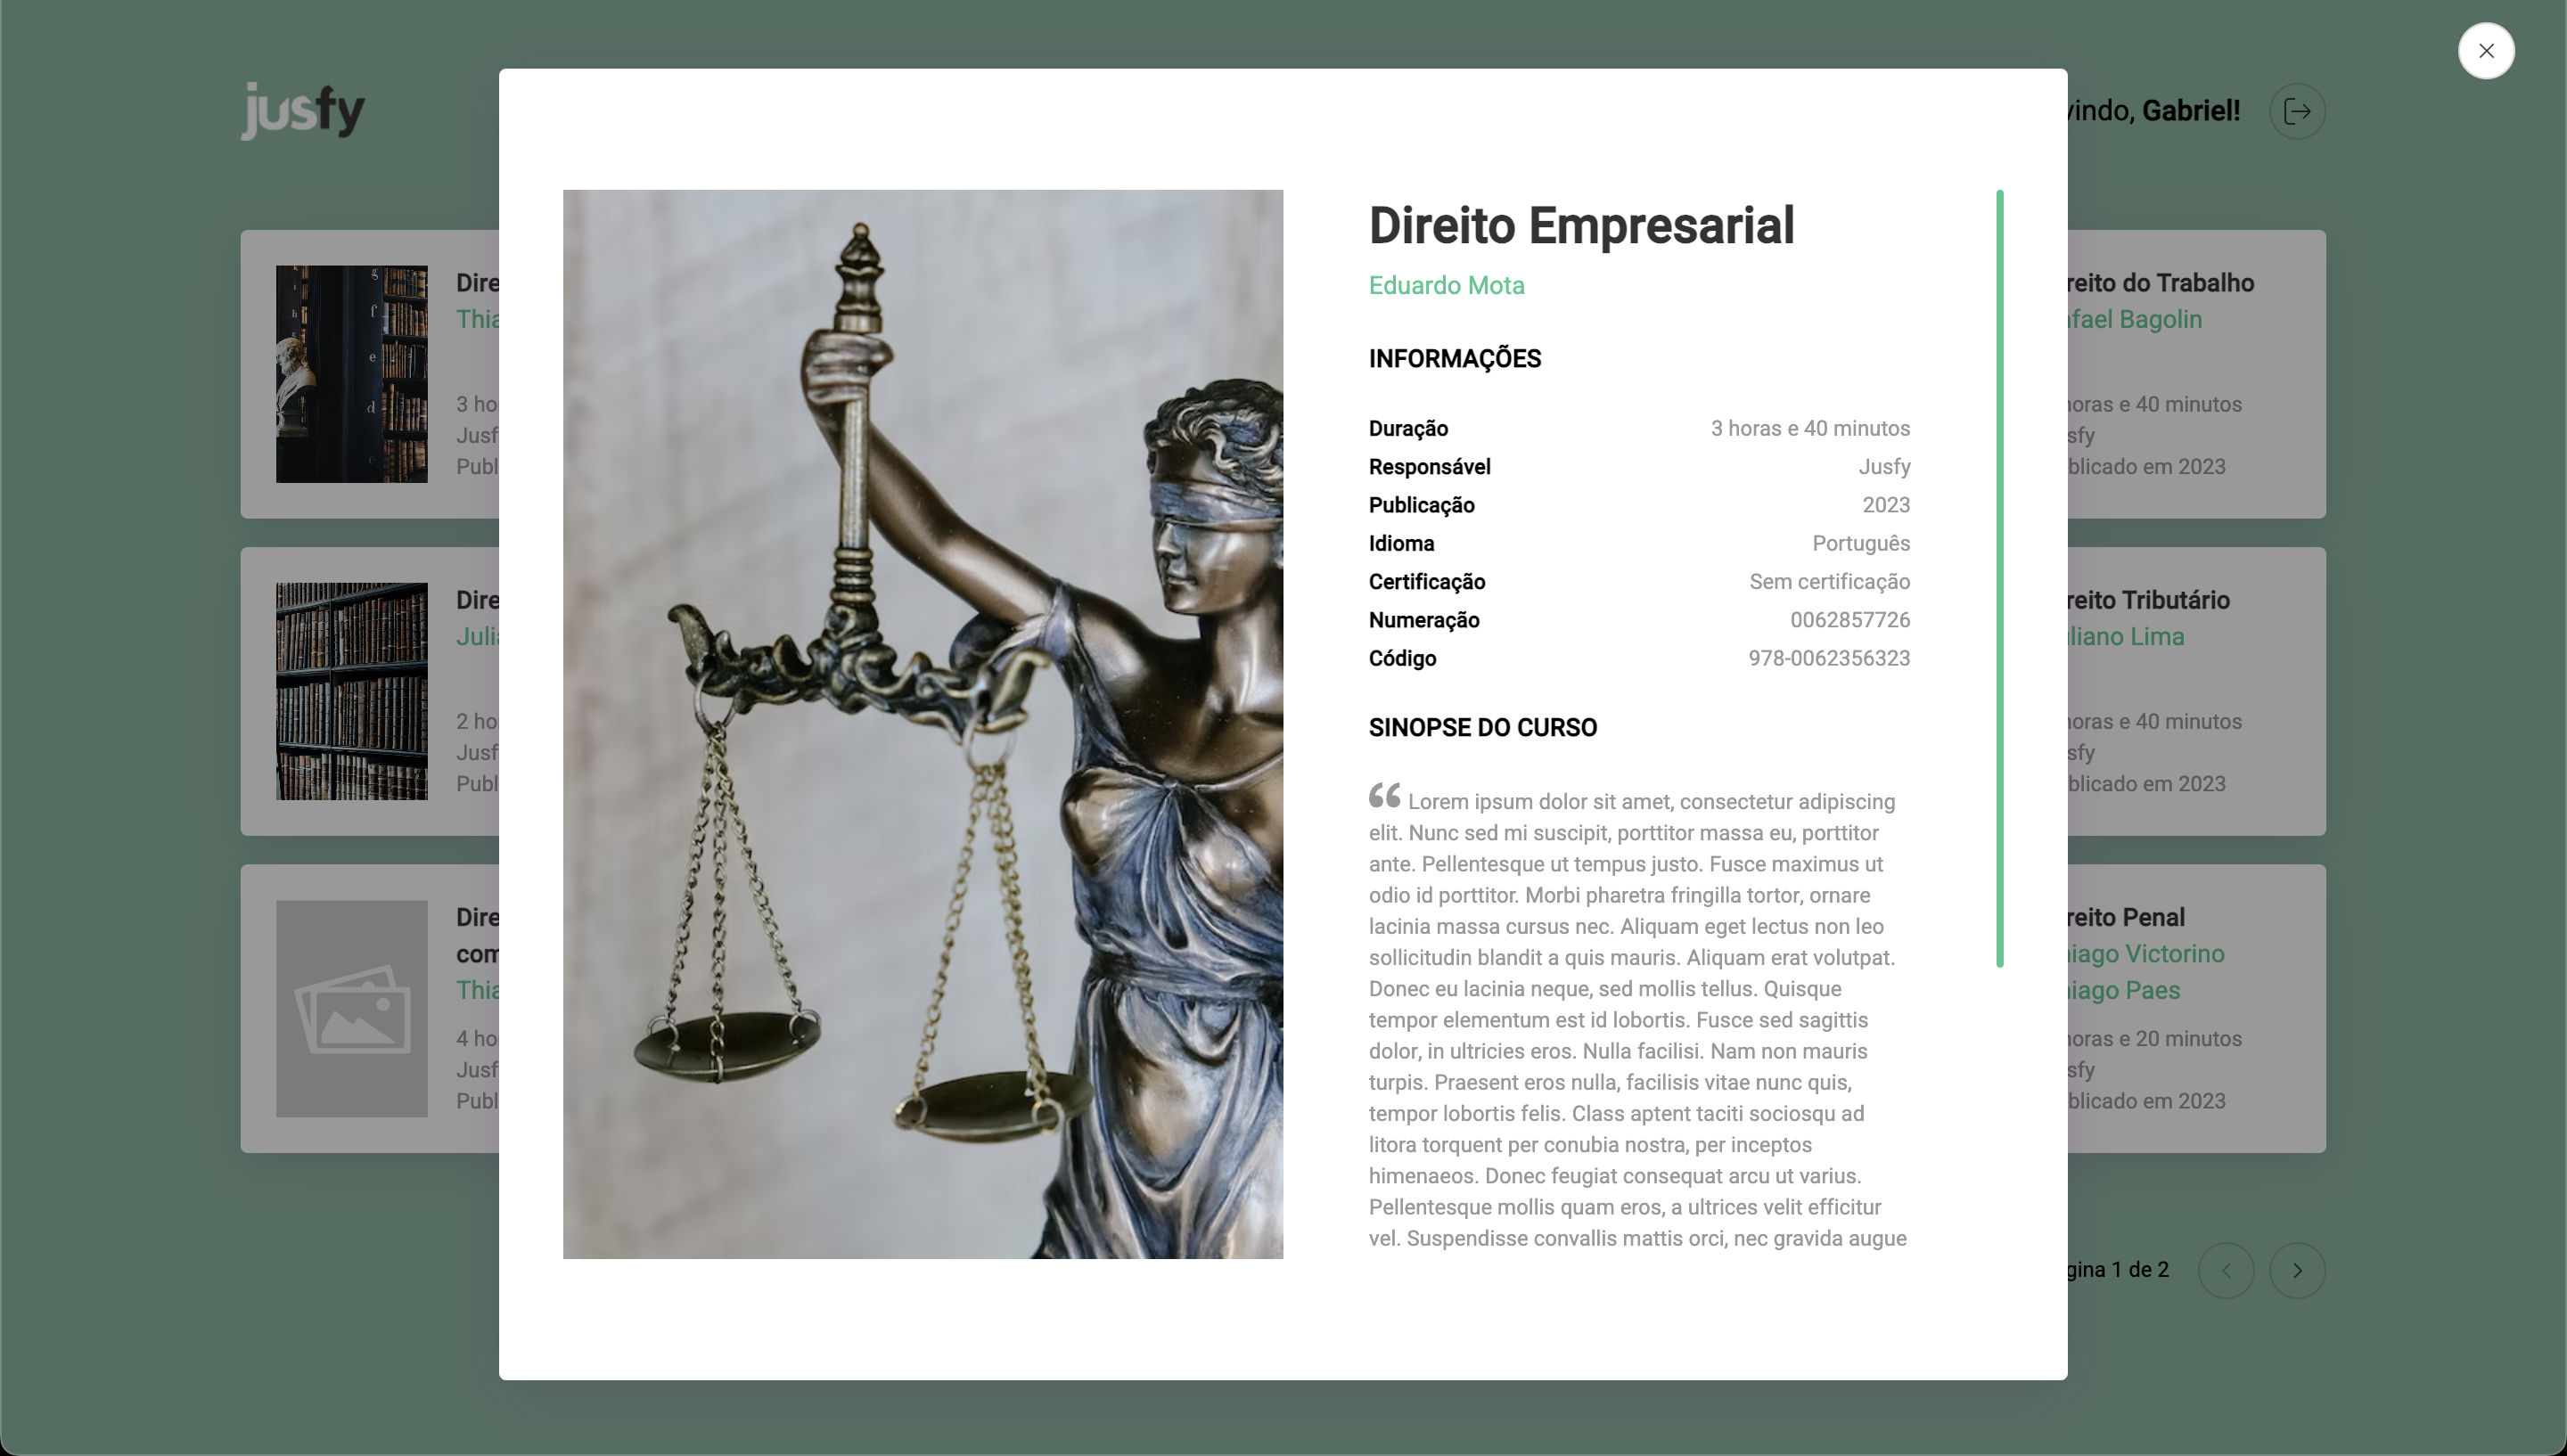 jusfy
vindo, Gabriel!
Direito Empresarial
Eduardo Mota
INFORMAÇÕES
Duração 3 horas e 40 minutos
Responsável Jusfy
Publicação 2023
Idioma Português
Certificação Sem certificação
Numeração 0062857726
Código 978-0062356323
SINOPSE DO CURSO
“ Lorem ipsum dolor sit amet, consectetur adipiscing
elit. Nunc sed mi suscipit, porttitor massa eu, porttitor
ante. Pellentesque ut tempus justo. Fusce maximus ut
odio id porttitor. Morbi pharetra fringilla tortor, ornare
lacinia massa cursus nec. Aliquam eget lectus non leo
sollicitudin blandit a quis mauris. Aliquam erat volutpat.
Donec eu lacinia neque, sed mollis tellus. Quisque
tempor elementum est id lobortis. Fusce sed sagittis
dolor, in ultricies eros. Nulla facilisi. Nam non mauris
turpis. Praesent eros nulla, facilisis vitae nunc quis,
tempor lobortis felis. Class aptent taciti sociosqu ad
litora torquent per conubia nostra, per inceptos
himenaeos. Donec feugiat consequat arcu ut varius.
Pellentesque mollis quam eros, a ultrices velit efficitur
vel. Suspendisse convallis mattis orci, nec gravida augue
Dire
Thia
3 ho
Jusf
Publ
Dire
Julia
2 ho
Jusf
Publ
Dire
com
Thia
4 ho
Jusf
Publ
reito do Trabalho
fael Bagolin
horas e 40 minutos
sfy
blicado em 2023
reito Tributário
liano Lima
horas e 40 minutos
sfy
blicado em 2023
reito Penal
iago Victorino
iago Paes
horas e 20 minutos
sfy
blicado em 2023
gina 1 de 2